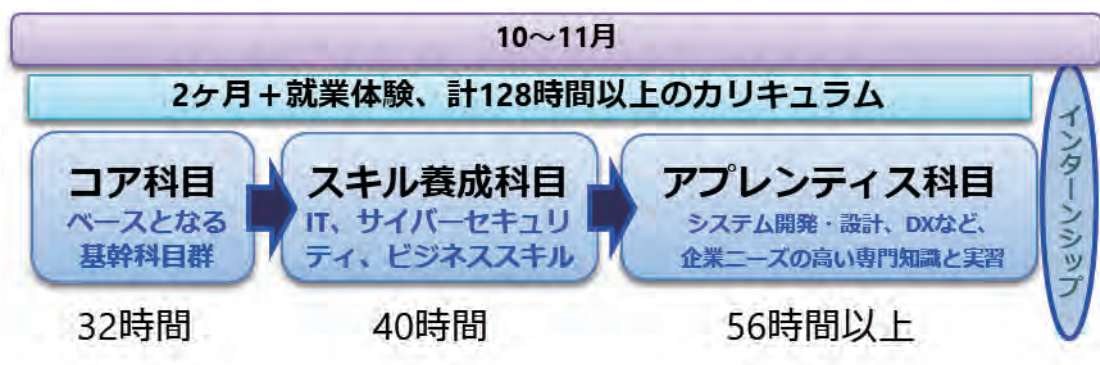 10～11月
2ヶ月＋就業体験、計128時間以上のカリキュラム
コア科目
ベースとなる
基幹科目群
スキル養成科目
IT、サイバーセキュリ
ティ、ビジネススキル
アプレンティス科目
システム開発・設計、DXなど、
企業ニーズの高い専門知識と実習
インターンシップ
32時間
40時間
56時間以上